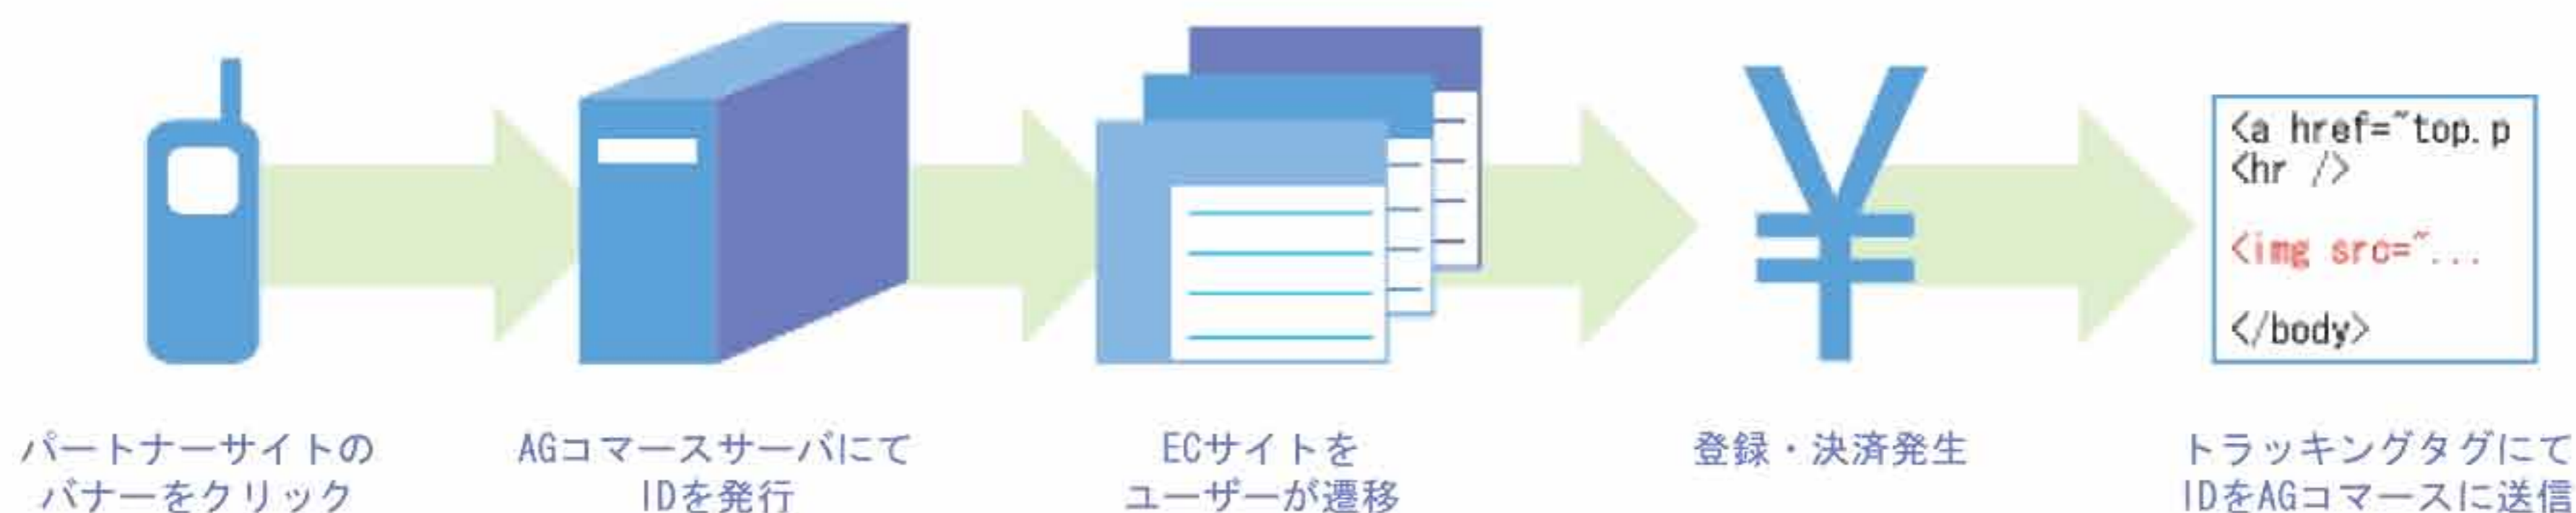 <a href="top.p
<hr />
<img src="...
</body>
パートナーサイトの
バナーをクリック
AGコマースサーバにて
IDを発行
ECサイトを
ユーザーが遷移
登録・決済発生
トラッキングタグにて
IDをAGコマースに送信